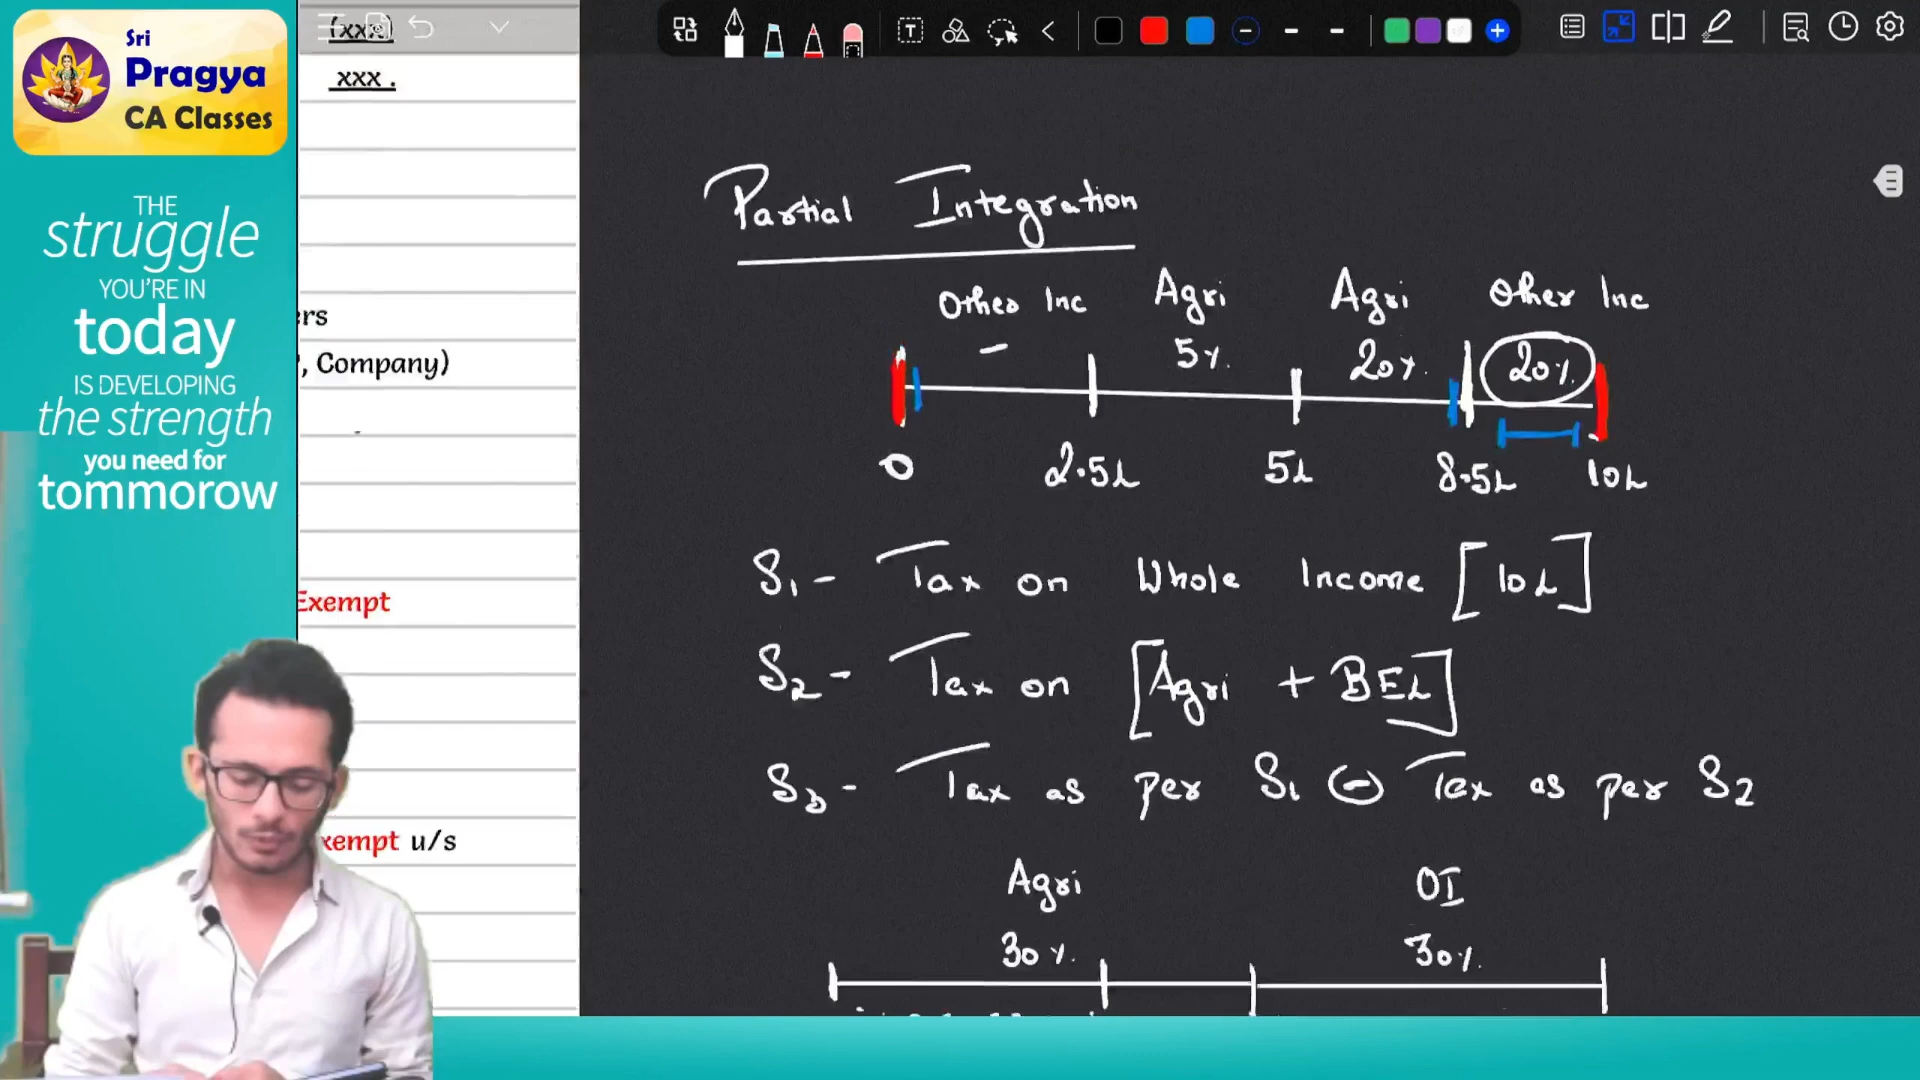 Sri
Pragya
CA Classes
THE
struggle
YOU'RE IN
today
IS DEVELOPING
the strength
you need for
tommorow
(xxx)
xxx .
ers
, Company)
Exempt
xempt u/s
Partial Integration
Other Inc Agri Agri Other Inc
- 5% 20% 20%
0 2.5L 5L 8.5L 10L
S1 - Tax on Whole Income [10L]
S2 - Tax on [Agri + BEL]
S3 - Tax as per S1 ⊖ Tax as per S2
Agri OI
30% 30%